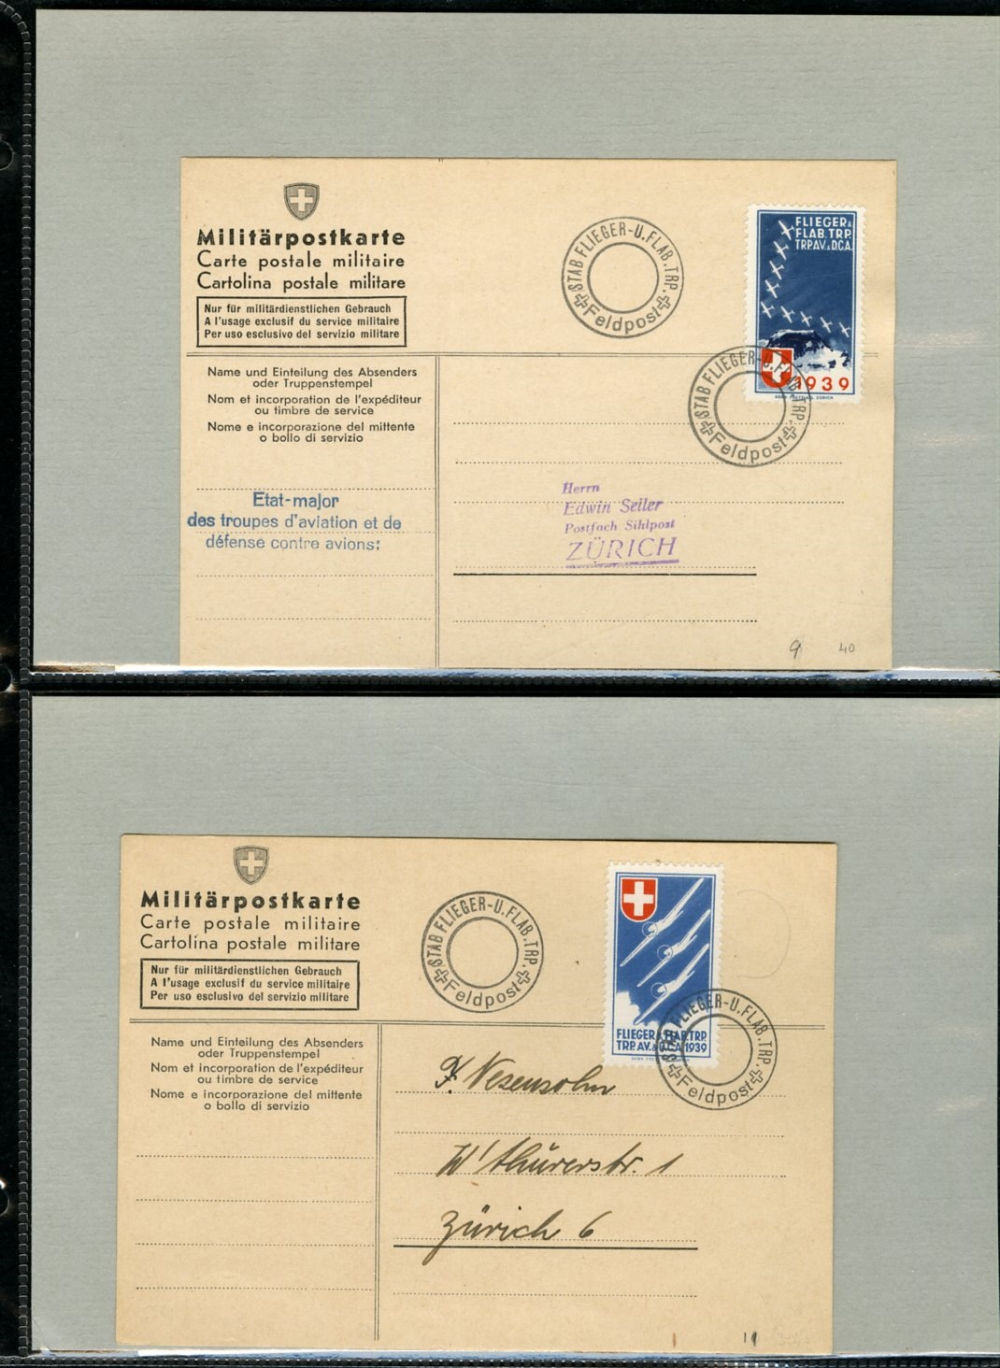 Militärpostkarte
Carte postale militaire
Cartolina postale militare
Nur für militärdienstlichen Gebrauch
A l'usage exclusif du service militaire
Per uso esclusivo del servizio militare
STAB FLIEGER-U.FLAB.TRP.
Feldpost
FLIEGER &
FLAB.TRP.
TRP.AV. & D.C.A.
1939
STAB FLIEGER-U.FLAB.TRP.
Feldpost
Name und Einteilung des Absenders
oder Truppenstempel
Nom et incorporation de l'expéditeur
ou timbre de service
Nome e incorporazione del mittente
o bollo di servizio
Etat-major
des troupes d'aviation et de
défense contre avions:
Herrn
Edwin Seiler
Postfach Sihlpost
ZÜRICH
9 40
Militärpostkarte
Carte postale militaire
Cartolina postale militare
Nur für militärdienstlichen Gebrauch
A l'usage exclusif du service militaire
Per uso esclusivo del servizio militare
STAB FLIEGER-U.FLAB.TRP.
Feldpost
FLIEGER & FLAB.TRP.
TRP.AV. & D.C.A. 1939
STAB FLIEGER-U.FLAB.TRP.
Feldpost
Name und Einteilung des Absenders
oder Truppenstempel
Nom et incorporation de l'expéditeur
ou timbre de service
Nome e incorporazione del mittente
o bollo di servizio
F. Nesensohn
W'thurerstr. 1
Zürich 6